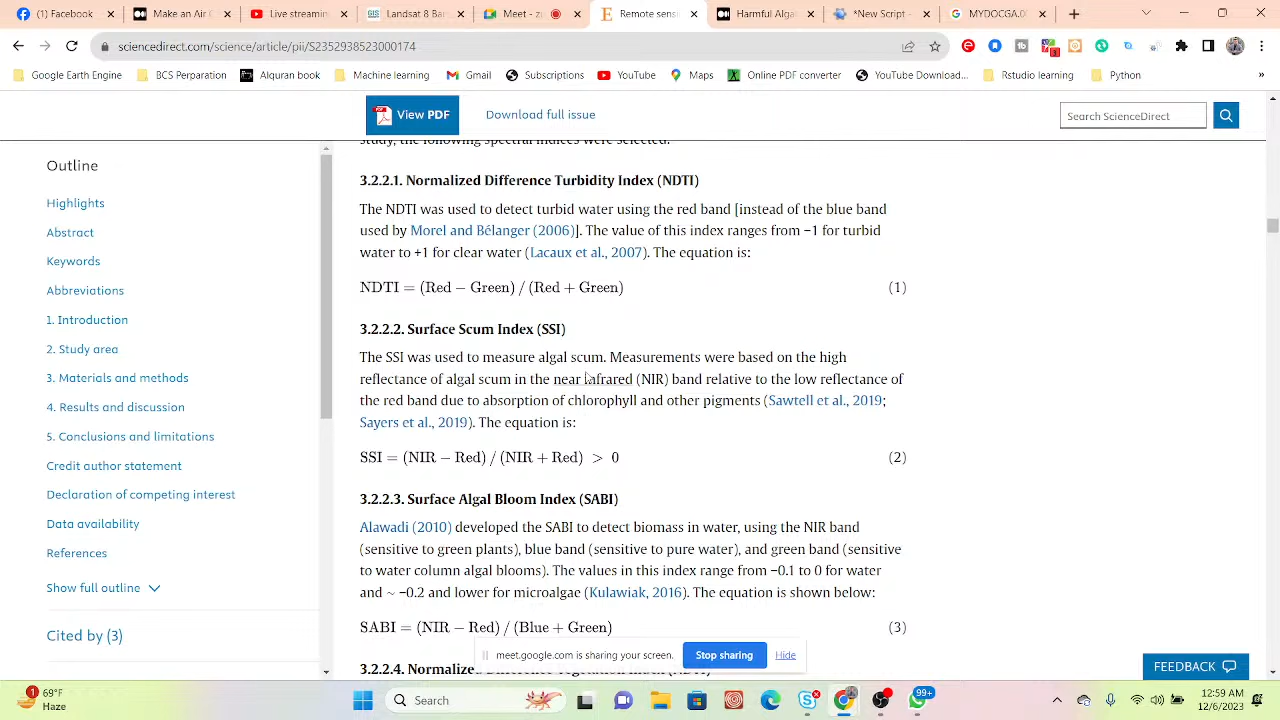 Facebook
Make an Air C
Live streami
GIS
Landsat 8 Ba
Meet - zu
Remote sens
Harmful Alga
*New Script -
MYDOCGA.0
sciencedirect.com/science/article/pii/S2352938523000174
Google Earth Engine
BCS Perparation
Alquran book
Machine learning
Gmail
Subscriptions
YouTube
Maps
Online PDF converter
YouTube Download...
Rstudio learning
Python
»
View PDF
Download full issue
Search ScienceDirect
Outline
Highlights
Abstract
Keywords
Abbreviations
1. Introduction
2. Study area
3. Materials and methods
4. Results and discussion
5. Conclusions and limitations
Credit author statement
Declaration of competing interest
Data availability
References
Show full outline
Cited by (3)
study, the following spectral indices were selected.
3.2.2.1. Normalized Difference Turbidity Index (NDTI)
The NDTI was used to detect turbid water using the red band [instead of the blue band
used by Morel and Bélanger (2006)]. The value of this index ranges from −1 for turbid
water to +1 for clear water (Lacaux et al., 2007). The equation is:
NDTI = (Red − Green) / (Red + Green) (1)
3.2.2.2. Surface Scum Index (SSI)
The SSI was used to measure algal scum. Measurements were based on the high
reflectance of algal scum in the near infrared (NIR) band relative to the low reflectance of
the red band due to absorption of chlorophyll and other pigments (Sawtell et al., 2019;
Sayers et al., 2019). The equation is:
SSI = (NIR − Red) / (NIR + Red) > 0 (2)
3.2.2.3. Surface Algal Bloom Index (SABI)
Alawadi (2010) developed the SABI to detect biomass in water, using the NIR band
(sensitive to green plants), blue band (sensitive to pure water), and green band (sensitive
to water column algal blooms). The values in this index range from −0.1 to 0 for water
and ~ −0.2 and lower for microalgae (Kulawiak, 2016). The equation is shown below:
SABI = (NIR − Red) / (Blue + Green) (3)
3.2.2.4. Normalize
meet.google.com is sharing your screen.
Stop sharing
Hide
FEEDBACK
1
69°F
Haze
Search
99+
12:59 AM
12/6/2023